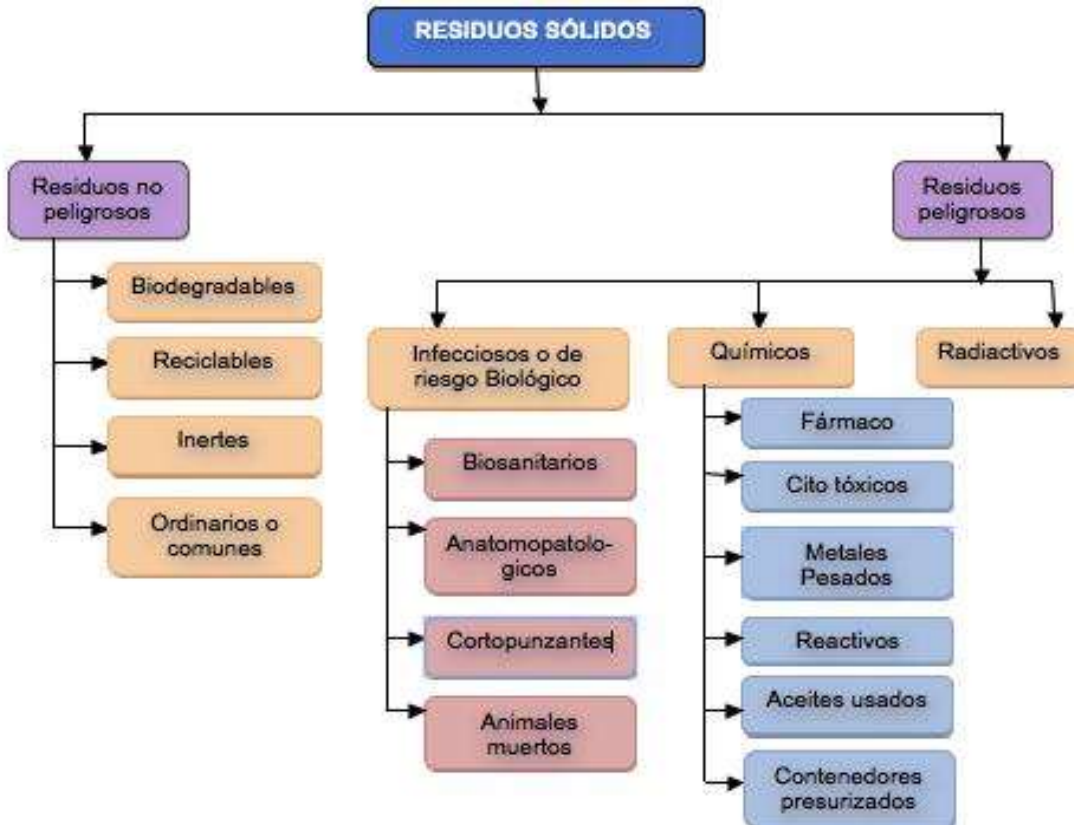 RESIDUOS SÓLIDOS
Residuos no
peligrosos
Residuos
peligrosos
Biodegradables
Reciclables
Inertes
Ordinarios o
comunes
Infecciosos o de
riesgo Biológico
Biosanitarios
Anatomopatolo-
gicos
Cortopunzantes
Animales
muertos
Químicos
Fármaco
Cito tóxicos
Metales
Pesados
Reactivos
Aceites usados
Contenedores
presurizados
Radiactivos